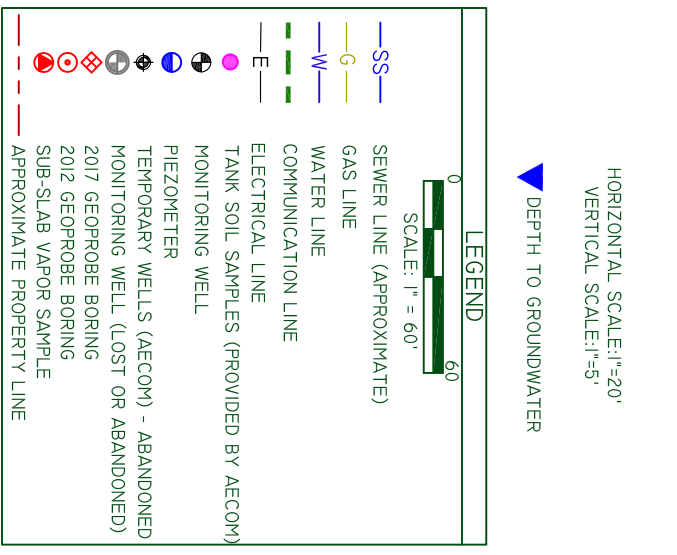 HORIZONTAL SCALE:1"=20'
VERTICAL SCALE:1"=5'
DEPTH TO GROUNDWATER
LEGEND
0 60
SCALE: 1" = 60'
SS SEWER LINE (APPROXIMATE)
G GAS LINE
W WATER LINE
COMMUNICATION LINE
E ELECTRICAL LINE
TANK SOIL SAMPLES (PROVIDED BY AECOM)
MONITORING WELL
PIEZOMETER
TEMPORARY WELLS (AECOM) - ABANDONED
MONITORING WELL (LOST OR ABANDONED)
2017 GEOPROBE BORING
2012 GEOPROBE BORING
SUB-SLAB VAPOR SAMPLE
APPROXIMATE PROPERTY LINE